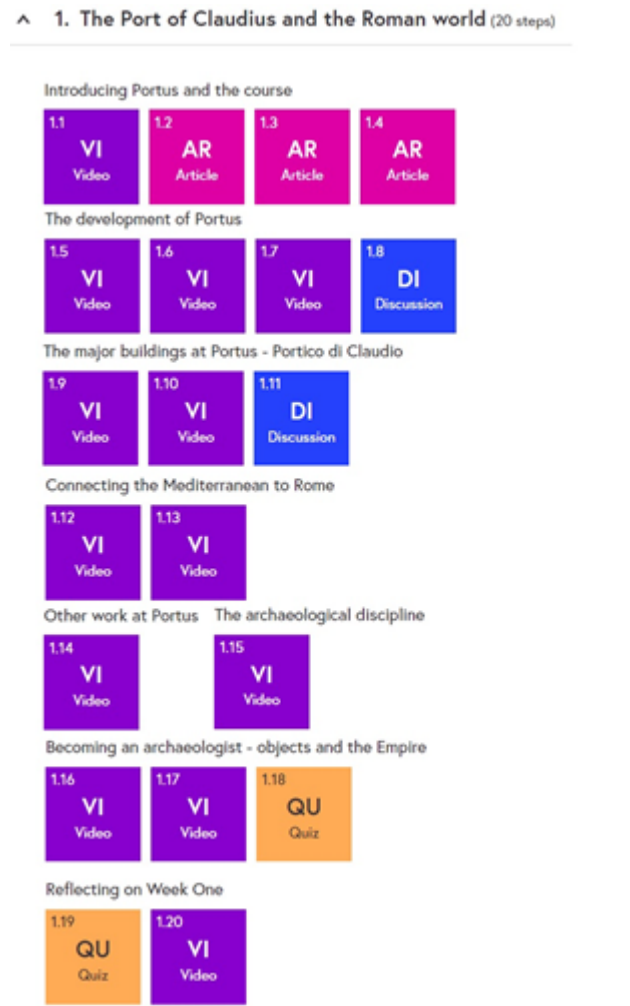 1. The Port of Claudius and the Roman world (20 steps)
Introducing Portus and the course
1.1 1.2 1.3 1.4
VI AR AR AR
Video Article Article Article
The development of Portus
1.5 1.6 1.7 1.8
VI VI VI DI
Video Video Video Discussion
The major buildings at Portus - Portico di Claudio
1.9 1.10 1.11
VI VI DI
Video Video Discussion
Connecting the Mediterranean to Rome
1.12 1.13
VI VI
Video Video
Other work at Portus The archaeological discipline
1.14 1.15
VI VI
Video Video
Becoming an archaeologist - objects and the Empire
1.16 1.17 1.18
VI VI QU
Video Video Quiz
Reflecting on Week One
1.19 1.20
QU VI
Quiz Video